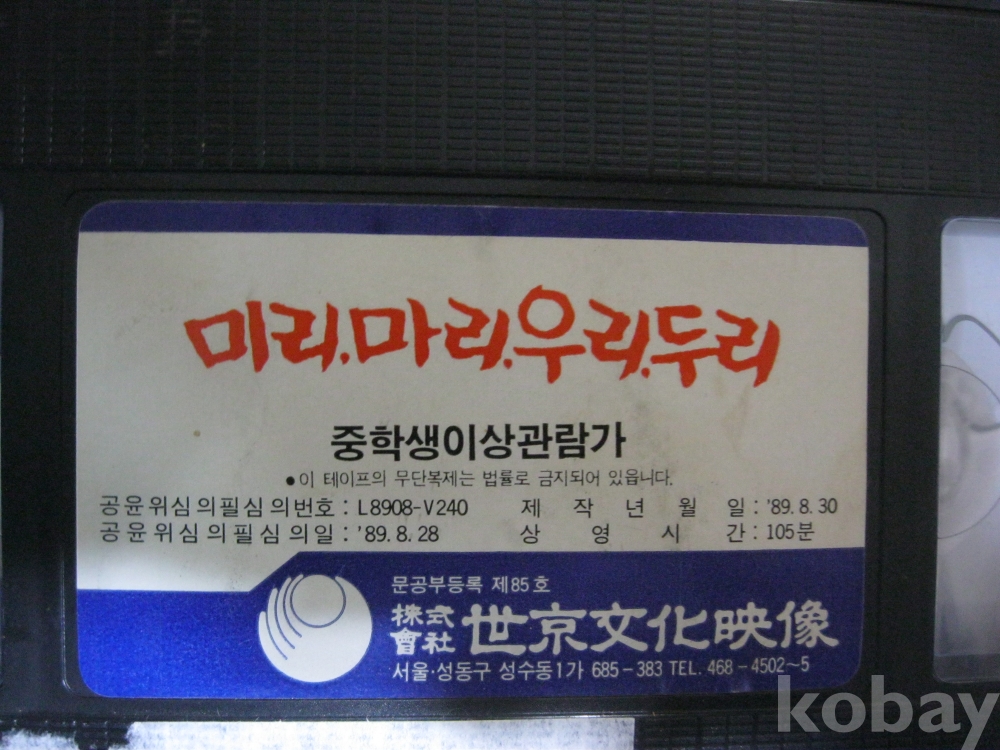 미리.마리.우리.두리
중학생이상관람가
●이 테이프의 무단복제는 법률로 금지되어 있읍니다.
공윤위심의필심의번호 : L8908-V240 제작년월일 : '89. 8. 30
공윤위심의필심의일 : '89. 8. 28 상영시간 : 105분
문공부등록 제85호
株式會社 世京文化映像
서울·성동구 성수동1가 685-383 TEL. 468-4502~5
kobay